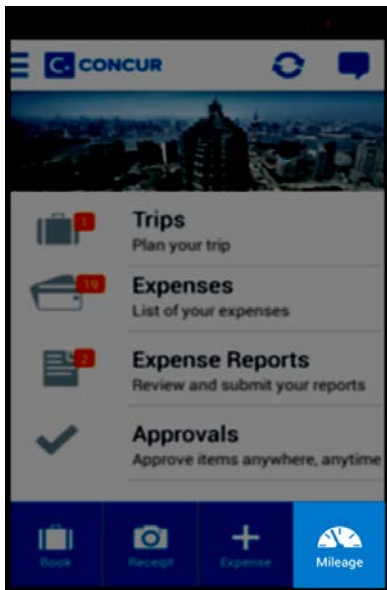 C. CONCUR
1
Trips
Plan your trip
19
Expenses
List of your expenses
2
Expense Reports
Review and submit your reports
Approvals
Approve items anywhere, anytime
Book
Receipt
Expense
Mileage